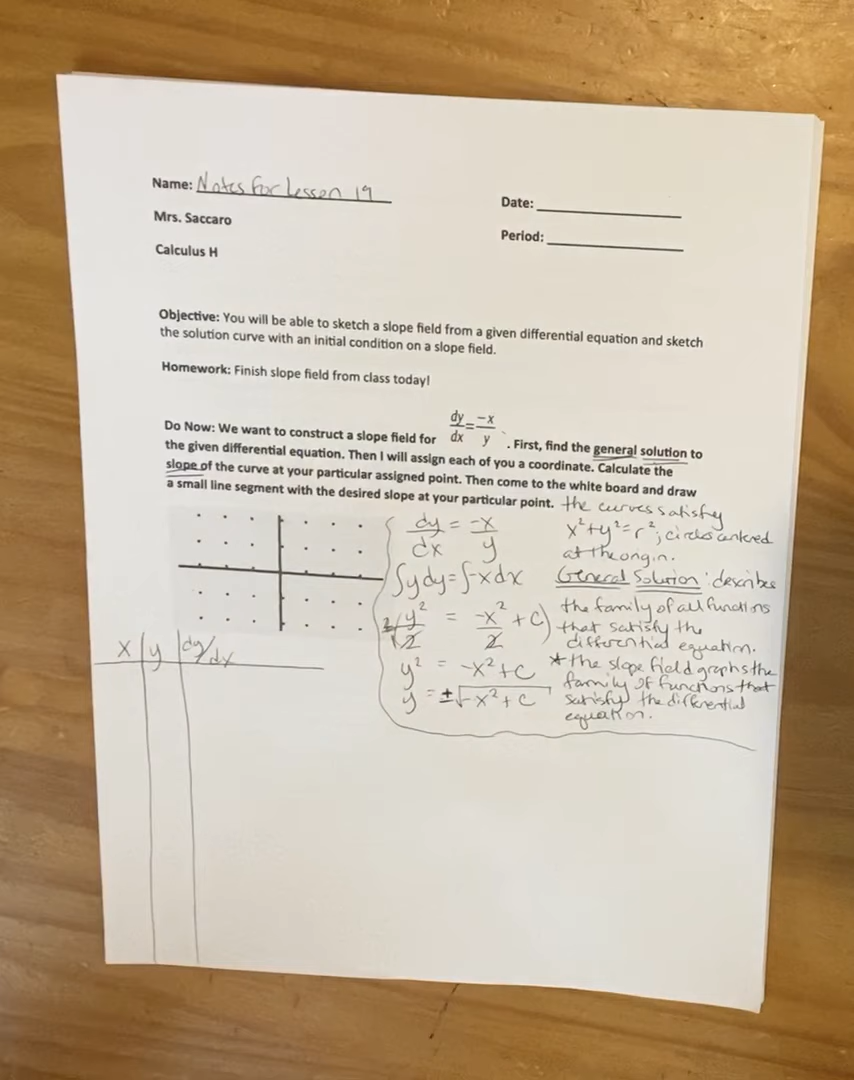 Name: Notes for Lesson 19
Date:
Mrs. Saccaro
Period:
Calculus H
Objective: You will be able to sketch a slope field from a given differential equation and sketch
the solution curve with an initial condition on a slope field.
Homework: Finish slope field from class today!
Do Now: We want to construct a slope field for dy/dx = -x/y . First, find the general solution to
the given differential equation. Then I will assign each of you a coordinate. Calculate the
slope of the curve at your particular assigned point. Then come to the white board and draw
a small line segment with the desired slope at your particular point.
dy/dx = -x/y
∫y dy = ∫-x dx
2(y²/2 = -x²/2 + C)
y² = -x² + C
y = ±√-x² + C
the curves satisfy
x² + y² = r²; circles centered
at the origin.
General Solution: describes
the family of all functions
that satisfy the
differential equation.
* the slope field graphs the
family of functions that
satisfy the differential
equation.
x | y | dy/dx